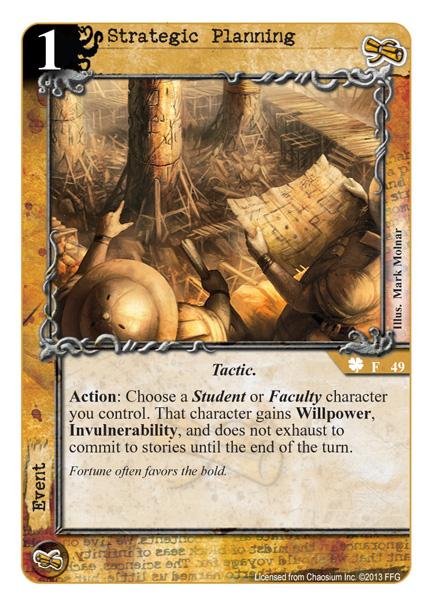 1
Strategic Planning
Illus. Mark Molnar
Tactic.
F 49
Action: Choose a Student or Faculty character
you control. That character gains Willpower,
Invulnerability, and does not exhaust to
commit to stories until the end of the turn.
Fortune often favors the bold.
Event
Licensed from Chaosium Inc. ©2013 FFG